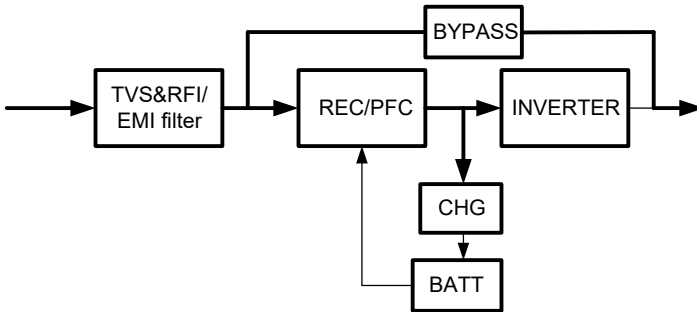 BYPASS
TVS&RFI/
EMI filter
REC/PFC
INVERTER
CHG
BATT